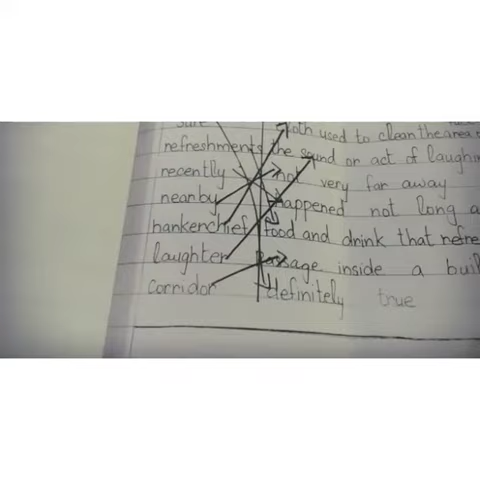 sure cloth used to clean the area
refreshments the sound or act of laughin
recently not very far away
nearby happened not long a
hankerchief food and drink that refre
laughter passage inside a buil
corridor definitely true